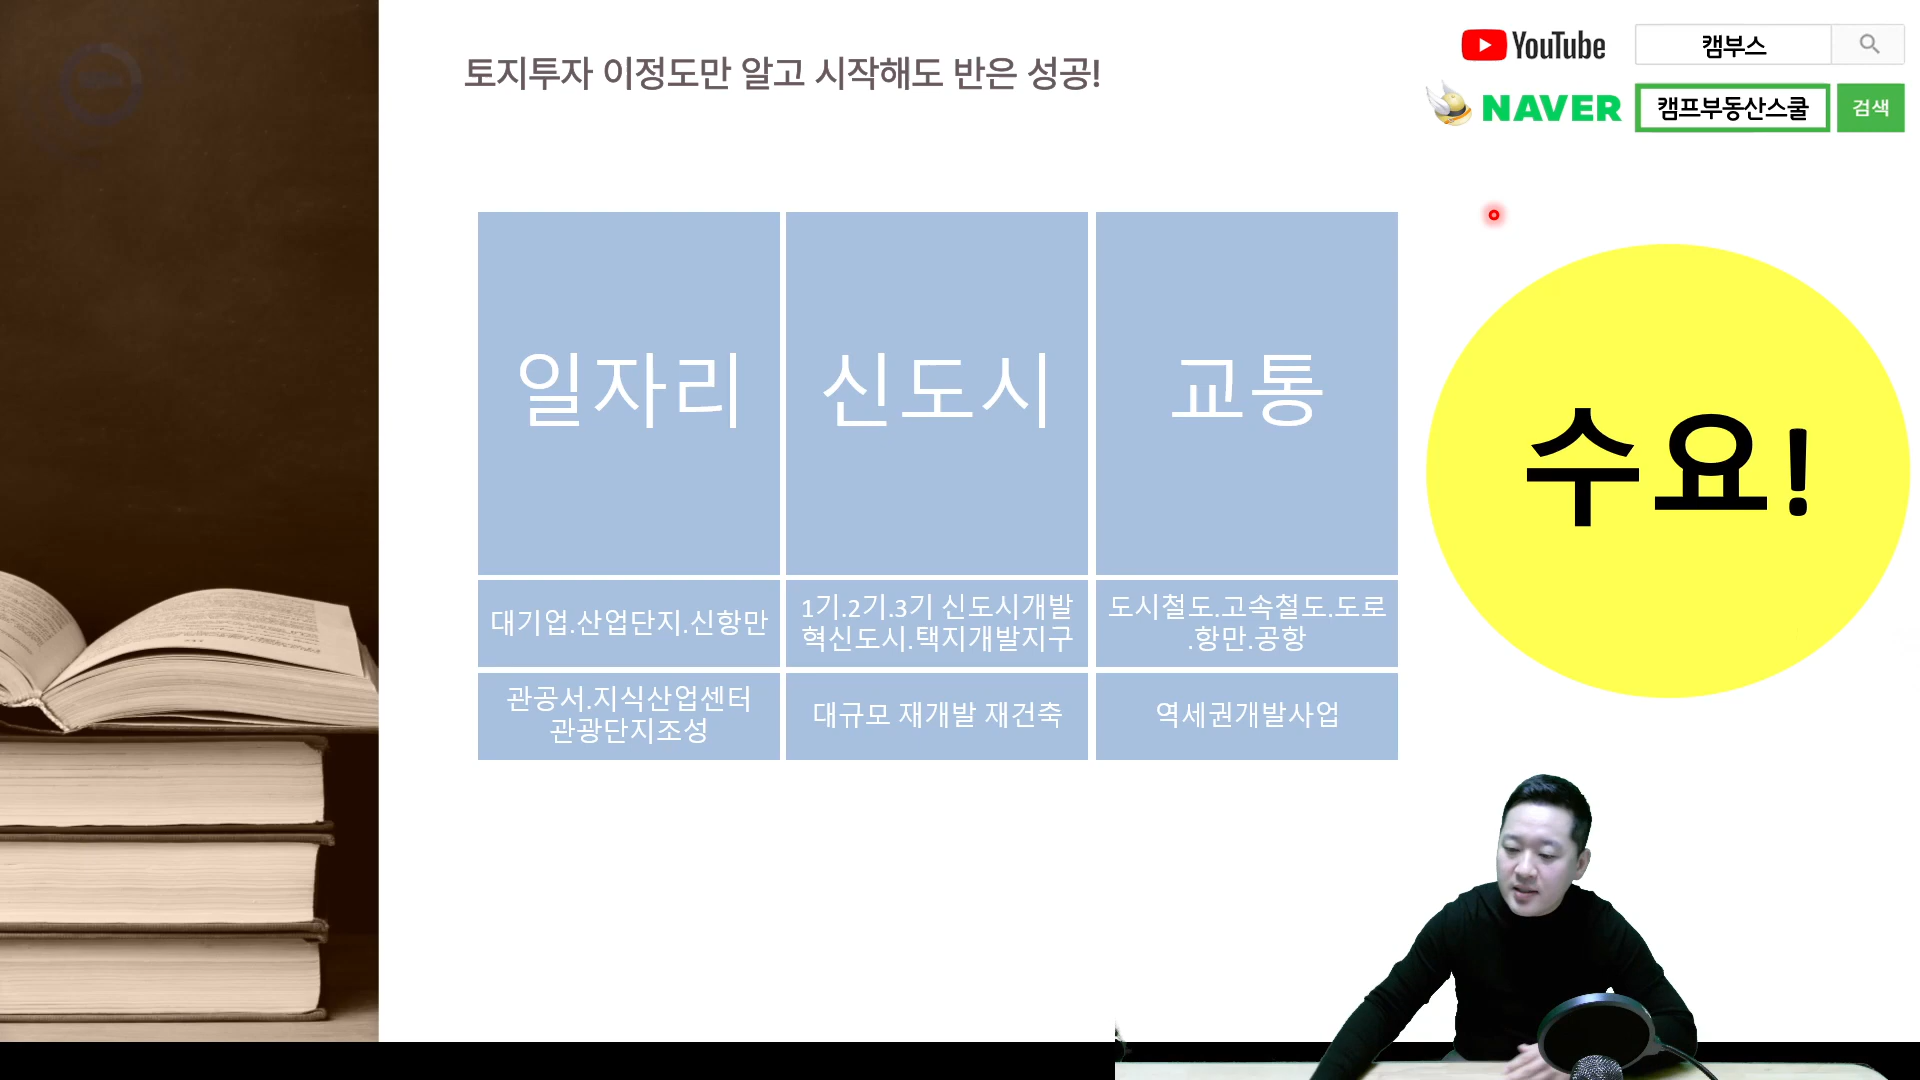 토지투자 이정도만 알고 시작해도 반은 성공!
YouTube
캠부스
NAVER
캠프부동산스쿨
검색
일자리
신도시
교통
수요!
대기업.산업단지.신항만
1기.2기.3기 신도시개발
혁신도시.택지개발지구
도시철도.고속철도.도로
.항만.공항
관공서.지식산업센터
관광단지조성
대규모 재개발 재건축
역세권개발사업